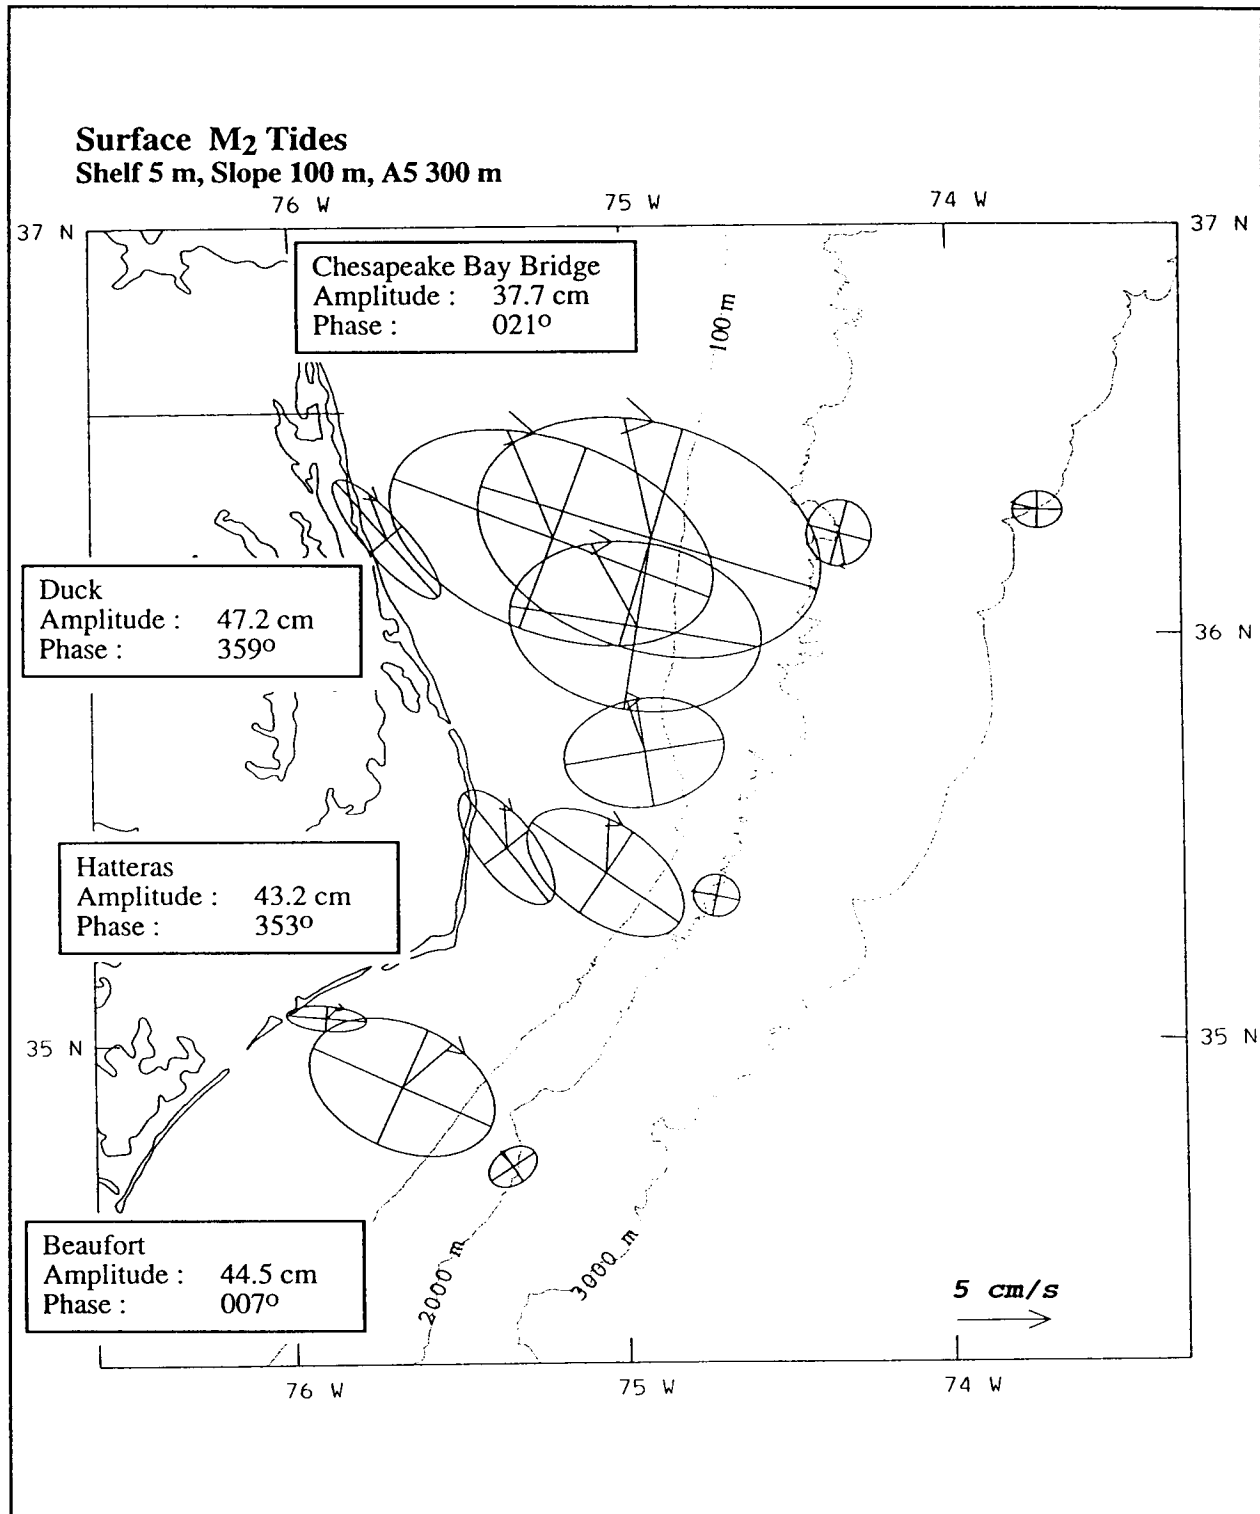 Surface M2 Tides
Shelf 5 m, Slope 100 m, A5 300 m
76 W
75 W
74 W
37 N
37 N
Chesapeake Bay Bridge
Amplitude : 37.7 cm
Phase : 021º
100 m
Duck
Amplitude : 47.2 cm
Phase : 359º
36 N
Hatteras
Amplitude : 43.2 cm
Phase : 353º
35 N
35 N
Beaufort
Amplitude : 44.5 cm
Phase : 007º
2000 m
3000 m
5 cm/s
76 W
75 W
74 W